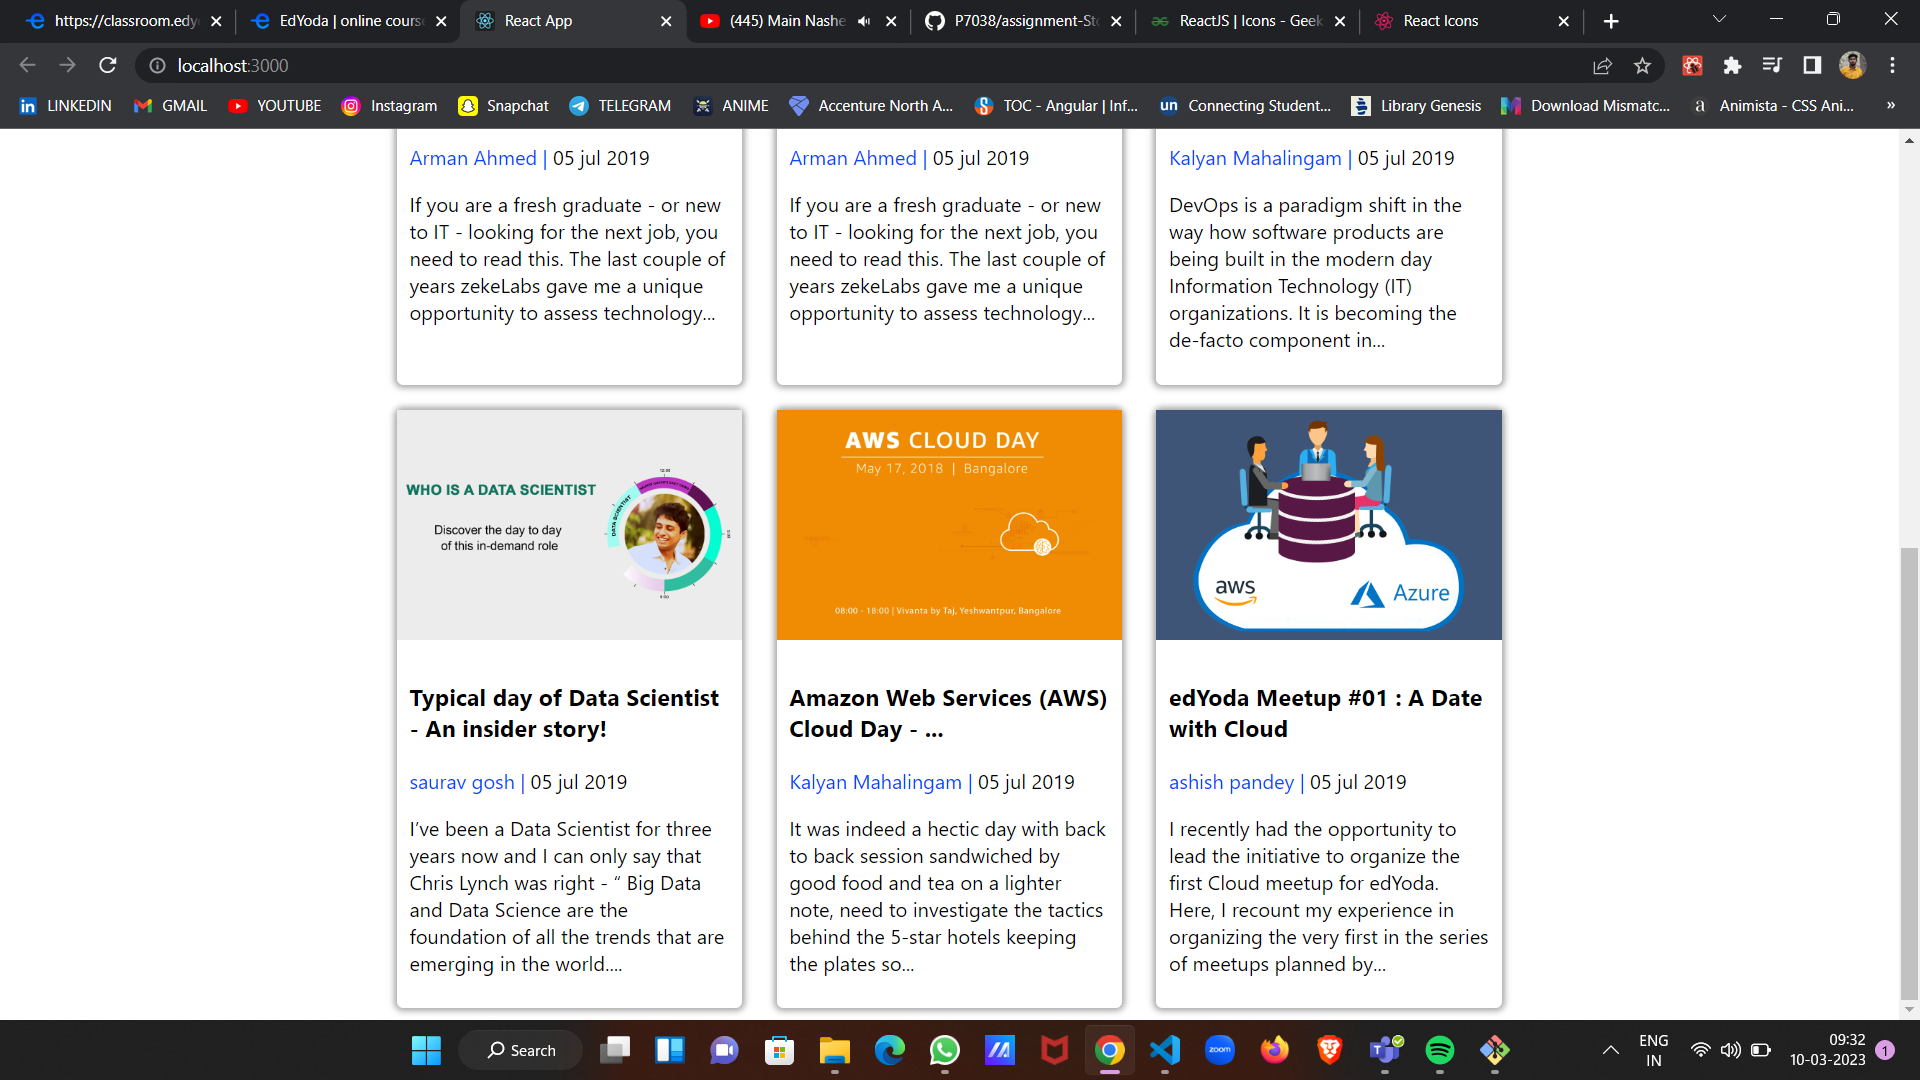 https://classroom.edy
EdYoda | online course
React App
(445) Main Nashe
P7038/assignment-Sto
ReactJS | Icons - Geek
React Icons
localhost:3000
LINKEDIN
GMAIL
YOUTUBE
Instagram
Snapchat
TELEGRAM
ANIME
Accenture North A...
TOC - Angular | Inf...
un
Connecting Student...
Library Genesis
Download Mismatc...
a
Animista - CSS Ani...
»
Arman Ahmed | 05 jul 2019
If you are a fresh graduate - or new
to IT - looking for the next job, you
need to read this. The last couple of
years zekeLabs gave me a unique
opportunity to assess technology...
Arman Ahmed | 05 jul 2019
If you are a fresh graduate - or new
to IT - looking for the next job, you
need to read this. The last couple of
years zekeLabs gave me a unique
opportunity to assess technology...
Kalyan Mahalingam | 05 jul 2019
DevOps is a paradigm shift in the
way how software products are
being built in the modern day
Information Technology (IT)
organizations. It is becoming the
de-facto component in...
WHO IS A DATA SCIENTIST
Discover the day to day
of this in-demand role
DATA SCIENTIST
12:00
Typical day of Data Scientist
- An insider story!
saurav gosh | 05 jul 2019
I’ve been a Data Scientist for three
years now and I can only say that
Chris Lynch was right - “ Big Data
and Data Science are the
foundation of all the trends that are
emerging in the world....
AWS CLOUD DAY
May 17, 2018 | Bangalore
08:00 - 18:00 | Vivanta by Taj, Yeshwantpur, Bangalore
Amazon Web Services (AWS)
Cloud Day - ...
Kalyan Mahalingam | 05 jul 2019
It was indeed a hectic day with back
to back session sandwiched by
good food and tea on a lighter
note, need to investigate the tactics
behind the 5-star hotels keeping
the plates so...
aws
Azure
edYoda Meetup #01 : A Date
with Cloud
ashish pandey | 05 jul 2019
I recently had the opportunity to
lead the initiative to organize the
first Cloud meetup for edYoda.
Here, I recount my experience in
organizing the very first in the series
of meetups planned by...
Search
zoom
ENG
IN
09:32
10-03-2023
1